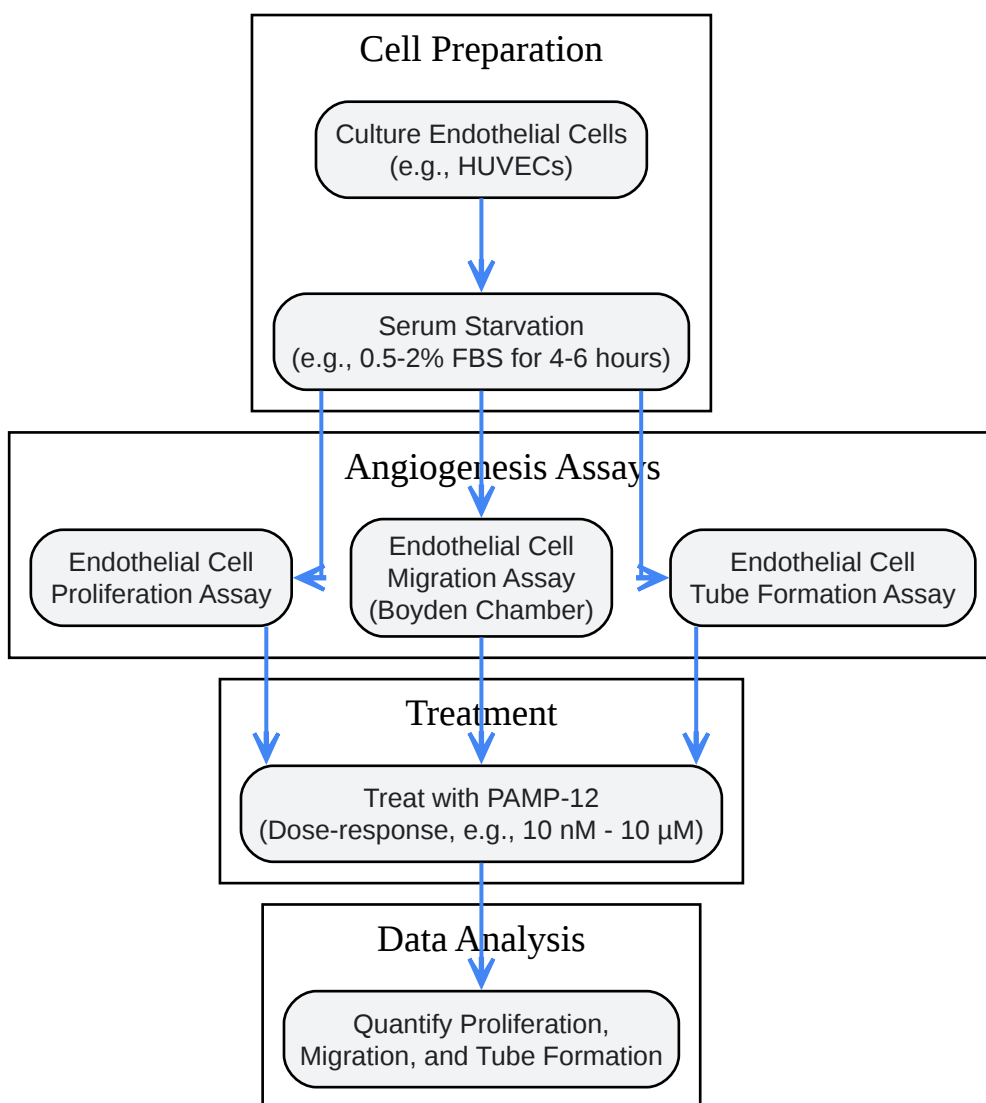 Cell Preparation
Culture Endothelial Cells
(e.g., HUVECs)
Serum Starvation
(e.g., 0.5-2% FBS for 4-6 hours)
Angiogenesis Assays
Endothelial Cell
Proliferation Assay
Endothelial Cell
Migration Assay
(Boyden Chamber)
Endothelial Cell
Tube Formation Assay
Treatment
Treat with PAMP-12
(Dose-response, e.g., 10 nM - 10 µM)
Data Analysis
Quantify Proliferation,
Migration, and Tube Formation